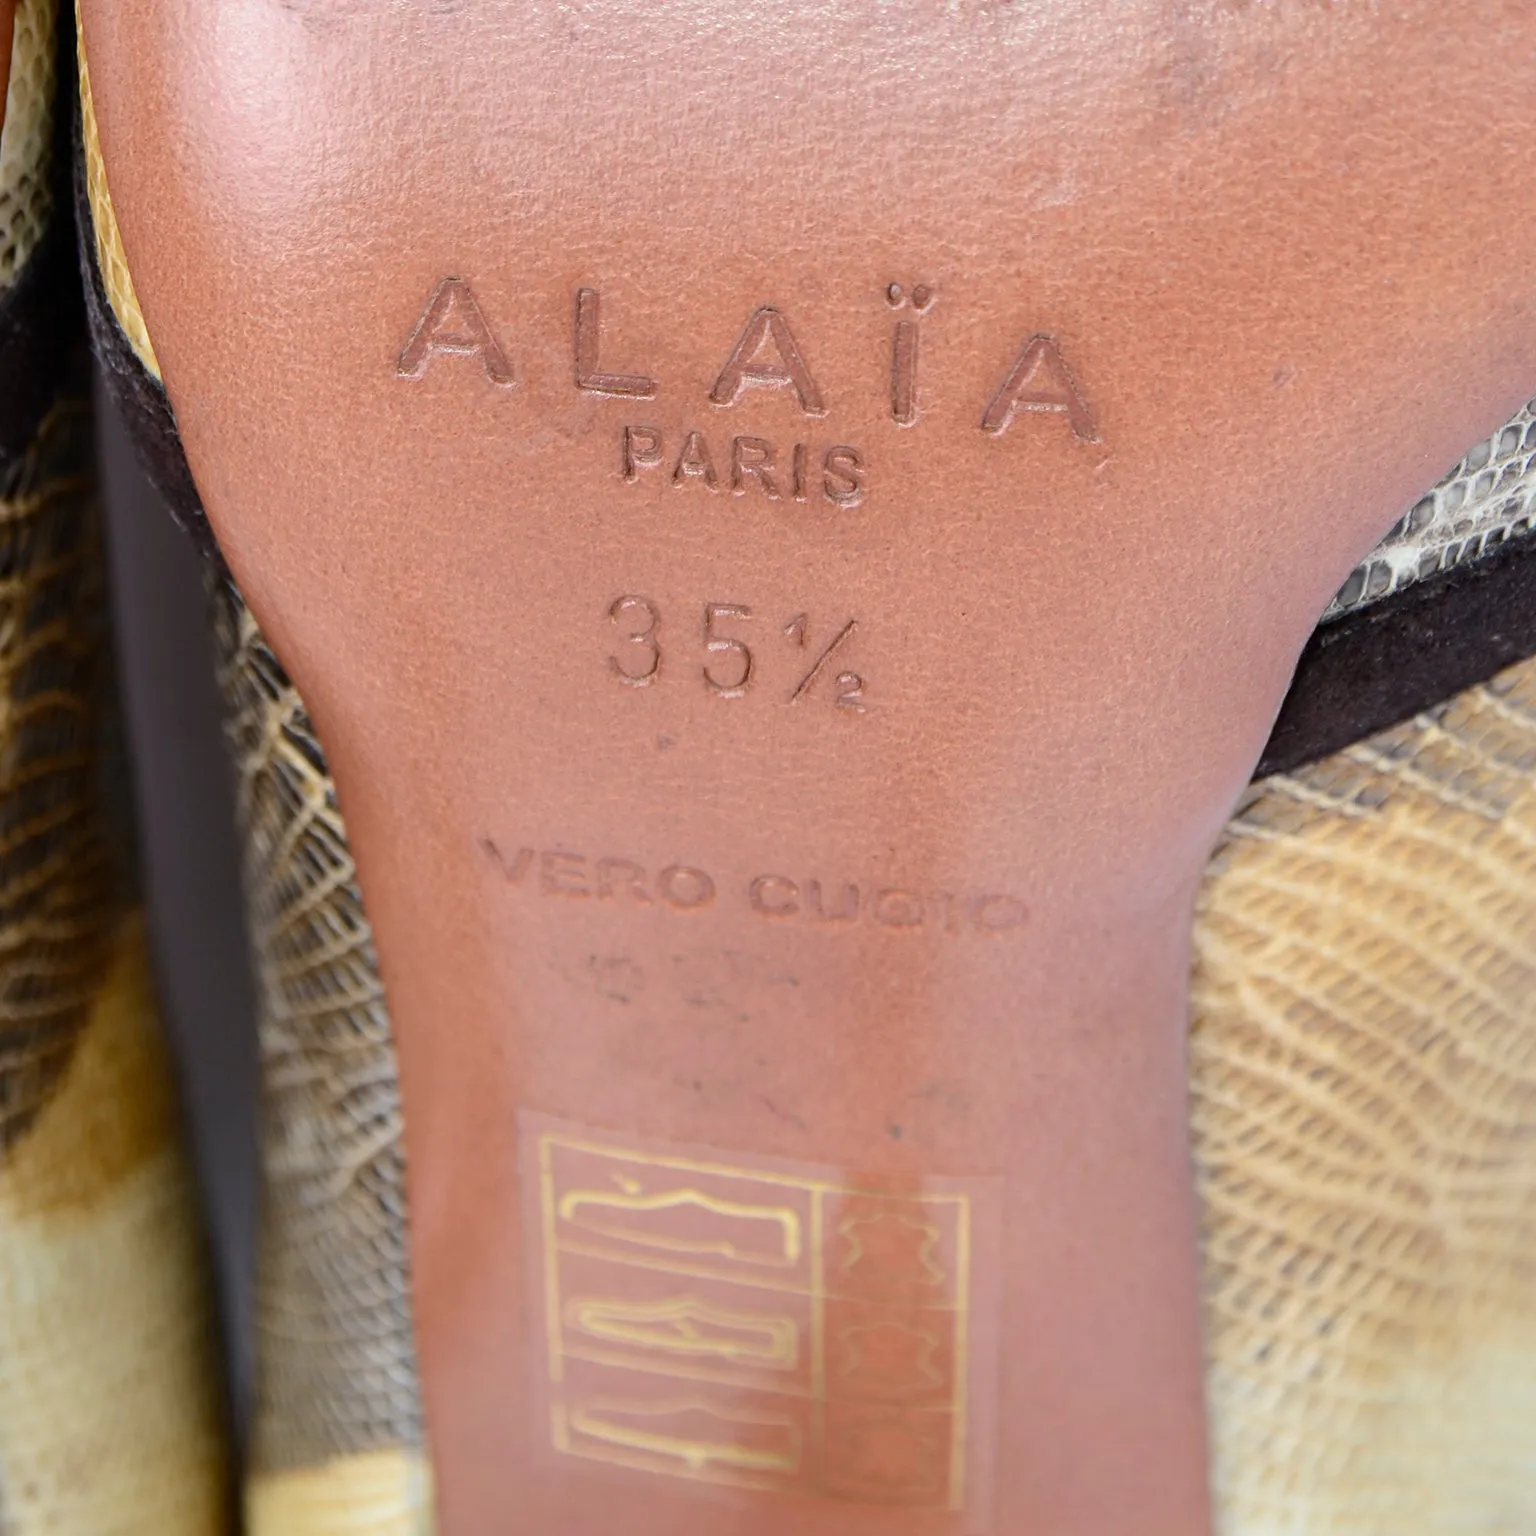 ALAÏA
PARIS
35½
VERO CUOIO